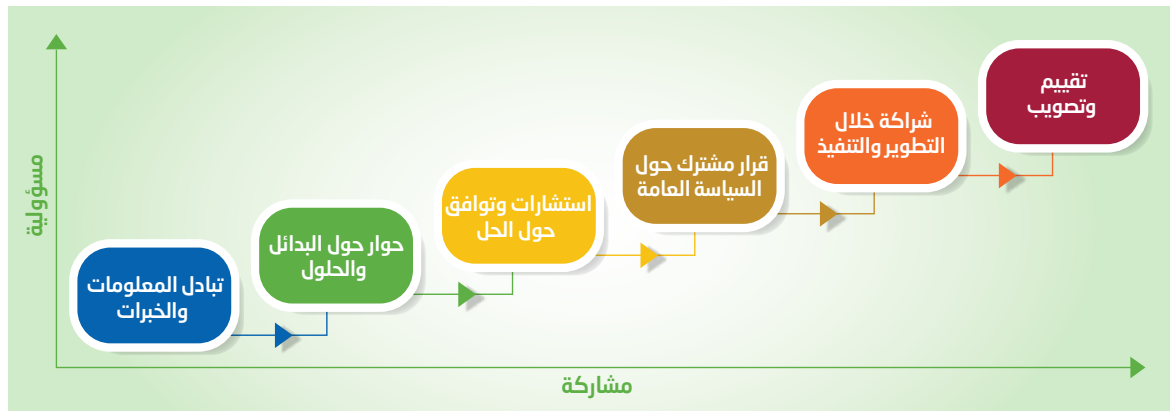 تقييم
وتصويب
شراكة خلال
التطوير والتنفيذ
قرار مشترك حول
السياسة العامة
استشارات وتوافق
حول الحل
حوار حول البدائل
والحلول
تبادل المعلومات
والخبرات
مسؤولية
مشاركة